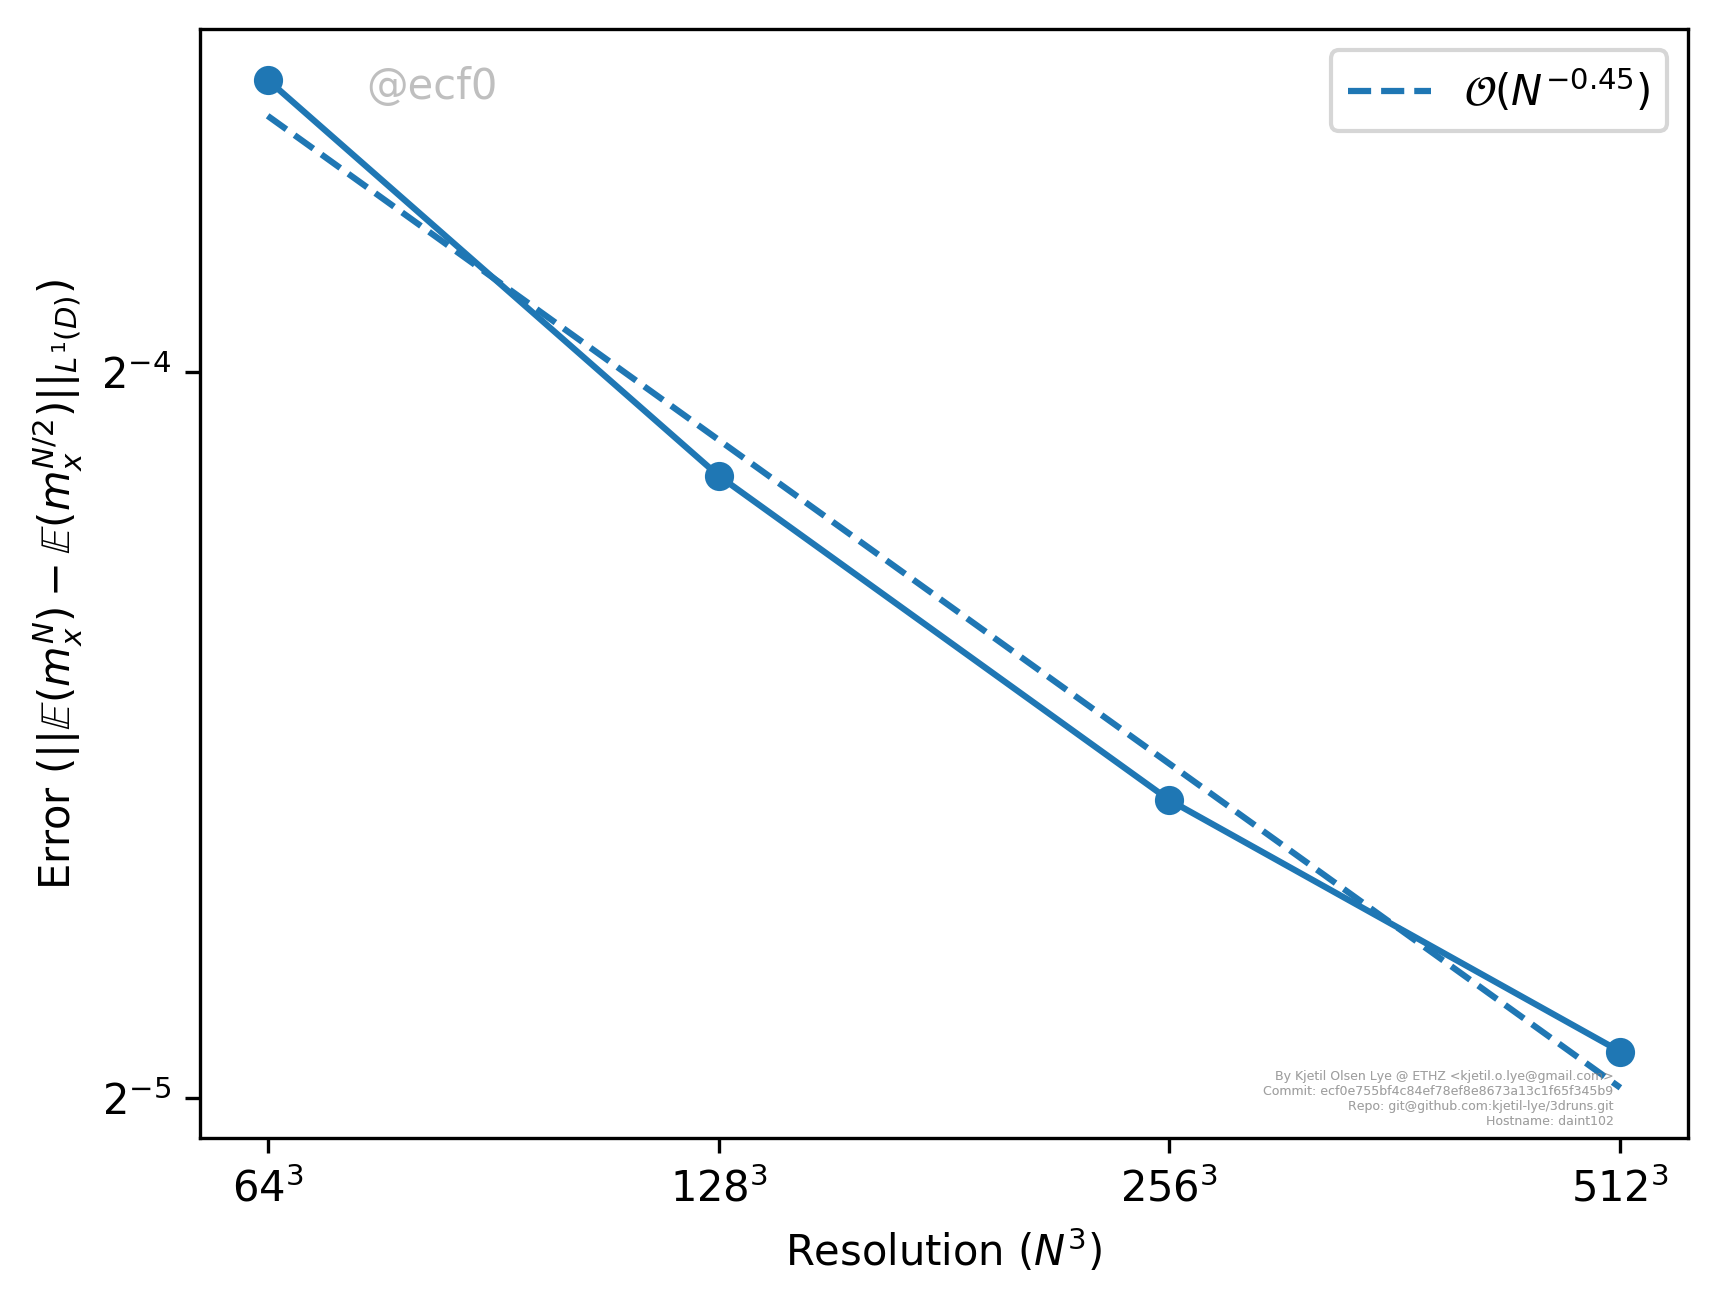 @ecf0
𝒪(N^{-0.45})
Error (||𝔼(m_x^N) − 𝔼(m_x^{N/2})||_{L^1(D)})
2^{-4}
2^{-5}
By Kjetil Olsen Lye @ ETHZ <kjetil.o.lye@gmail.com>
Commit: ecf0e755bf4c84ef78ef8e8673a13c1f65f345b9
Repo: git@github.com:kjetil-lye/3druns.git
Hostname: daint102
64^3 128^3 256^3 512^3
Resolution (N^3)